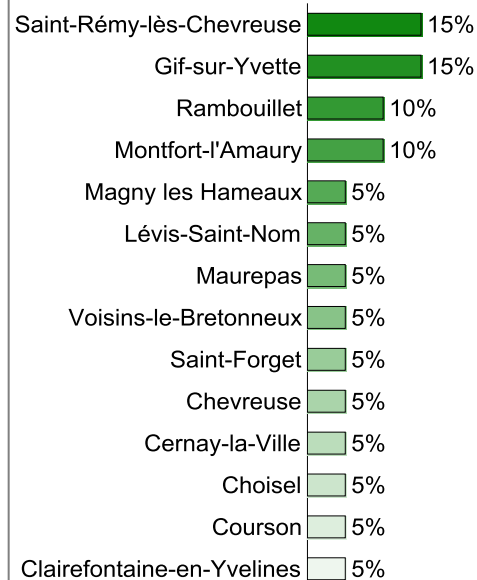 Saint-Rémy-lès-Chevreuse 15%
Gif-sur-Yvette 15%
Rambouillet 10%
Montfort-l'Amaury 10%
Magny les Hameaux 5%
Lévis-Saint-Nom 5%
Maurepas 5%
Voisins-le-Bretonneux 5%
Saint-Forget 5%
Chevreuse 5%
Cernay-la-Ville 5%
Choisel 5%
Courson 5%
Clairefontaine-en-Yvelines 5%